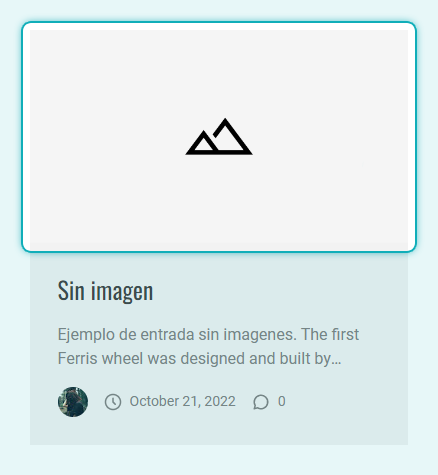 Sin imagen
Ejemplo de entrada sin imagenes. The first
Ferris wheel was designed and built by...
October 21, 2022 0